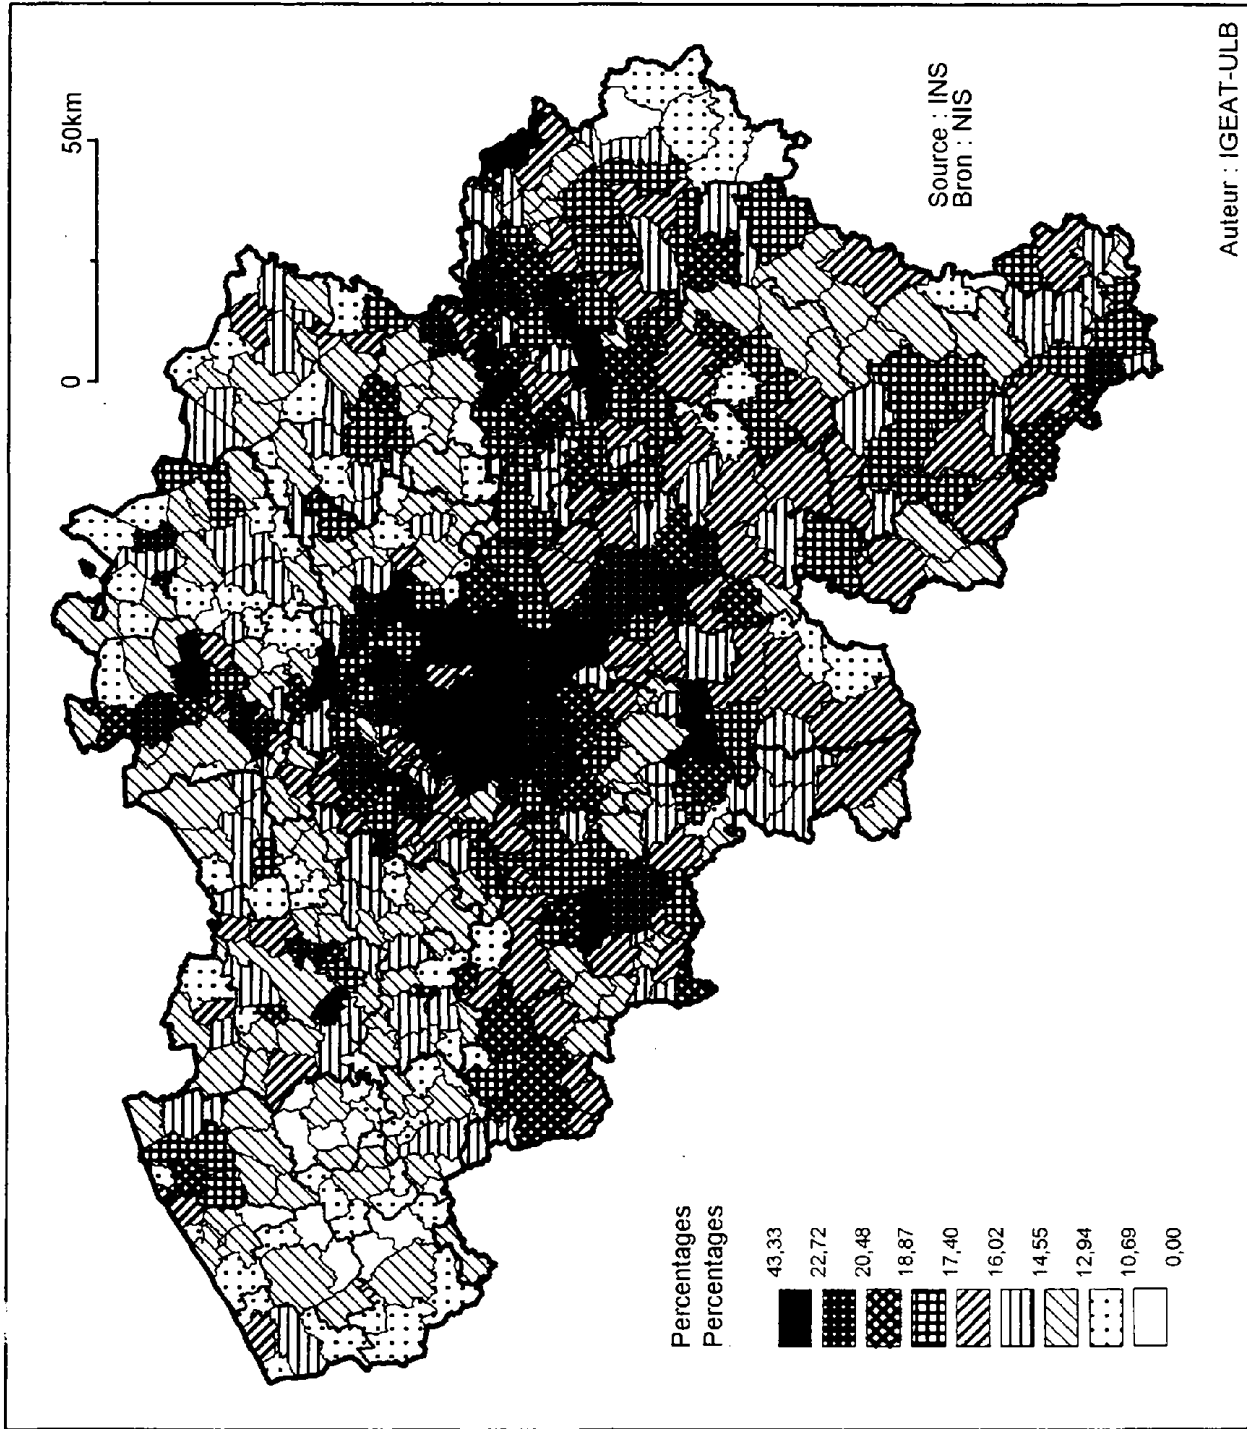 0 50km
Source : INS
Bron : NIS
Auteur : IGEAT-ULB
Percentages
Percentages
43,33
22,72
20,48
18,87
17,40
16,02
14,55
12,94
10,69
0,00